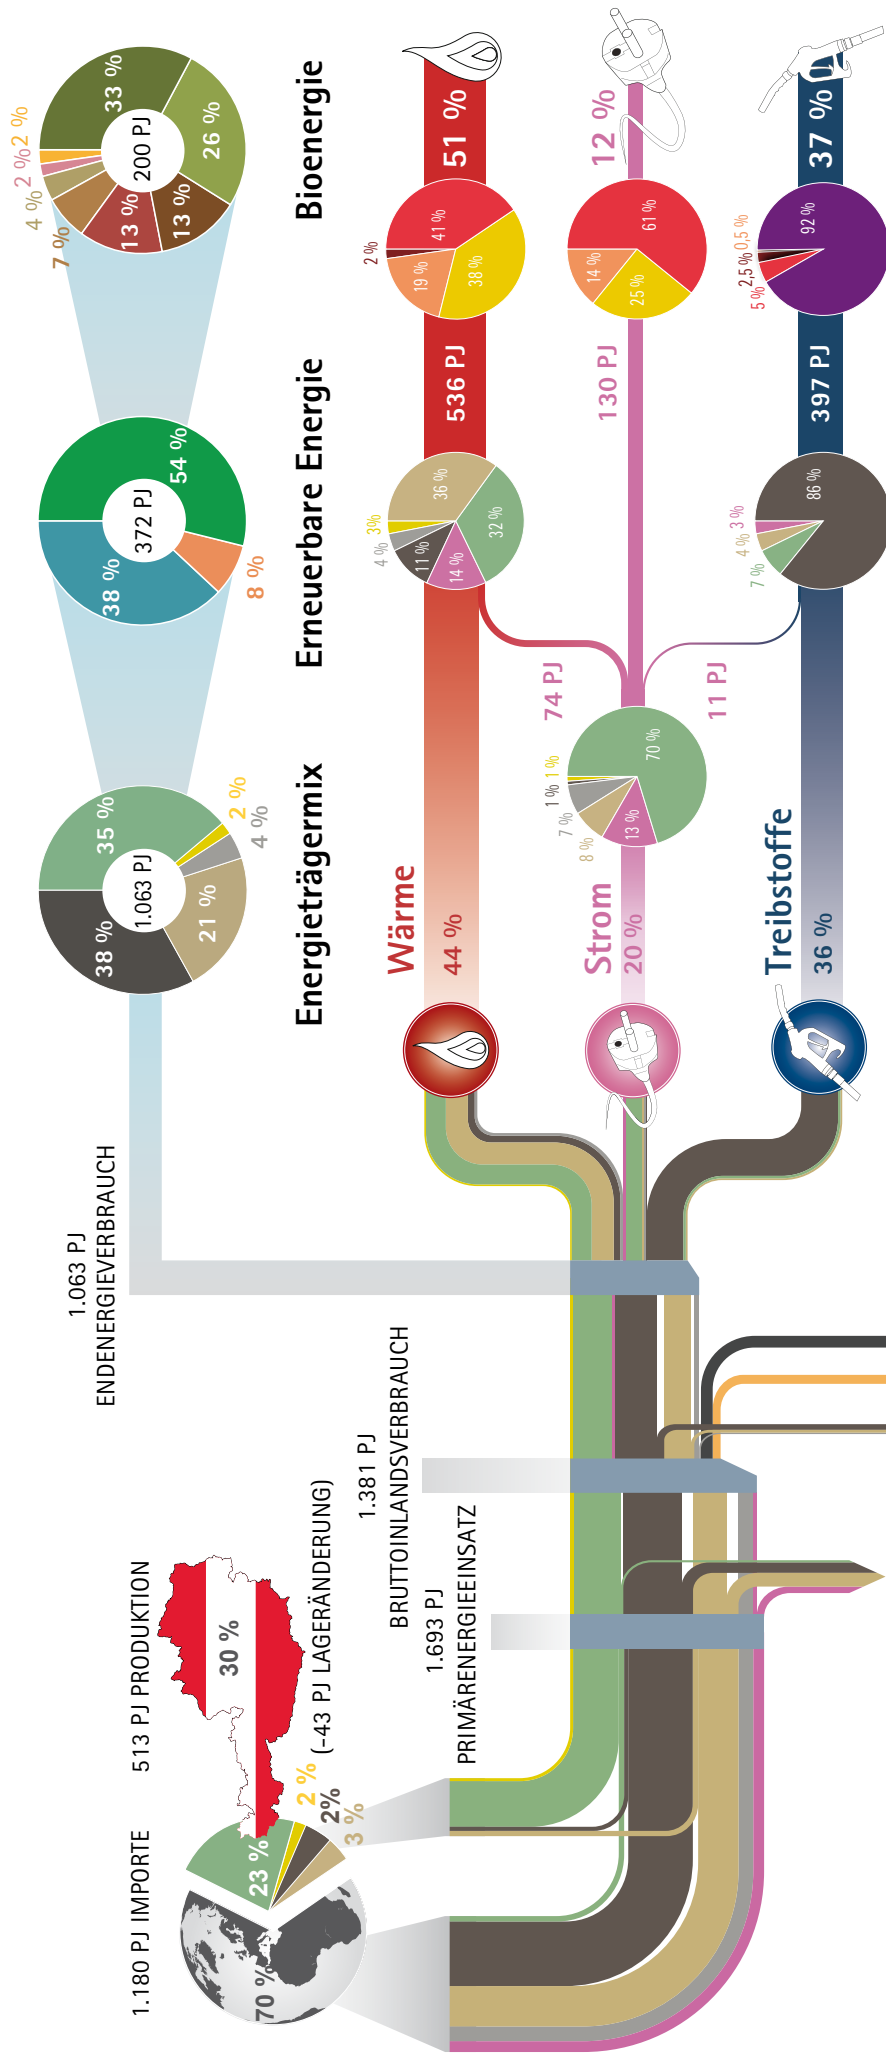 1.180 PJ IMPORTE
513 PJ PRODUKTION
70 %
30 %
23 %
2 %
2%
3 %
(-43 PJ LAGERÄNDERUNG)
1.693 PJ
PRIMÄRENERGIEEINSATZ
1.381 PJ
BRUTTOINLANDSVERBRAUCH
1.063 PJ
ENDENERGIEVERBRAUCH
1.063 PJ
38 %
35 %
2 %
4 %
21 %
Energieträgermix
372 PJ
38 %
54 %
8 %
Erneuerbare Energie
200 PJ
4 %
2 %
2 %
33 %
26 %
13 %
13 %
7 %
Bioenergie
Wärme
44 %
3%
4 %
11 %
14 %
36 %
32 %
536 PJ
2 %
19 %
41 %
38 %
51 %
Strom
20 %
1 %
1 %
7 %
8 %
13 %
70 %
74 PJ
11 PJ
130 PJ
14 %
61 %
25 %
12 %
Treibstoffe
36 %
3 %
4 %
7 %
86 %
397 PJ
0,5 %
2,5 %
5 %
92 %
37 %